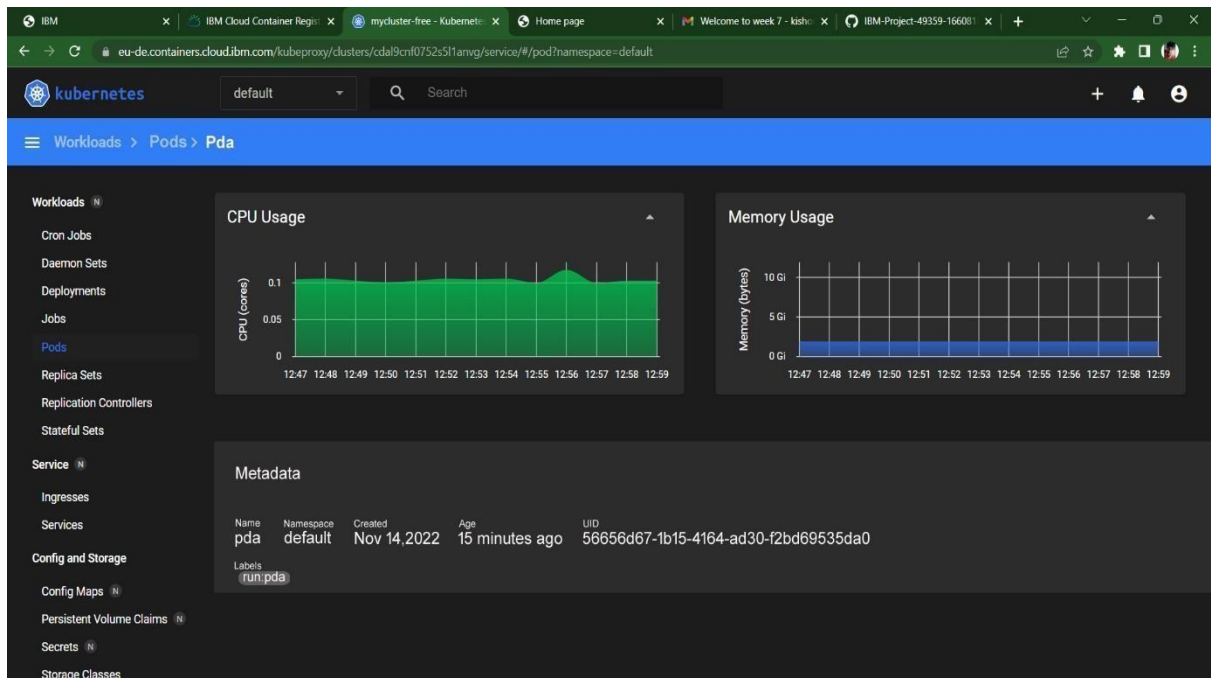 IBM
IBM Cloud Container Regist
mycluster-free - Kubernetes
Home page
Welcome to week 7 - kisho
IBM-Project-49359-166081
eu-de.containers.cloud.ibm.com/kubeproxy/clusters/cdal9cnf0752s5l1anvg/service/#/pod?namespace=default
kubernetes
default
Search
Workloads > Pods > Pda
Workloads N
Cron Jobs
Daemon Sets
Deployments
Jobs
Pods
Replica Sets
Replication Controllers
Stateful Sets
Service N
Ingresses
Services
Config and Storage
Config Maps N
Persistent Volume Claims N
Secrets N
Storage Classes
CPU Usage
CPU (cores)
0.1
0.05
0
12:47 12:48 12:49 12:50 12:51 12:52 12:53 12:54 12:55 12:56 12:57 12:58 12:59
Memory Usage
Memory (bytes)
10 Gi
5 Gi
0 Gi
12:47 12:48 12:49 12:50 12:51 12:52 12:53 12:54 12:55 12:56 12:57 12:58 12:59
Metadata
Name Namespace Created Age UID
pda default Nov 14,2022 15 minutes ago 56656d67-1b15-4164-ad30-f2bd69535da0
Labels
run:pda